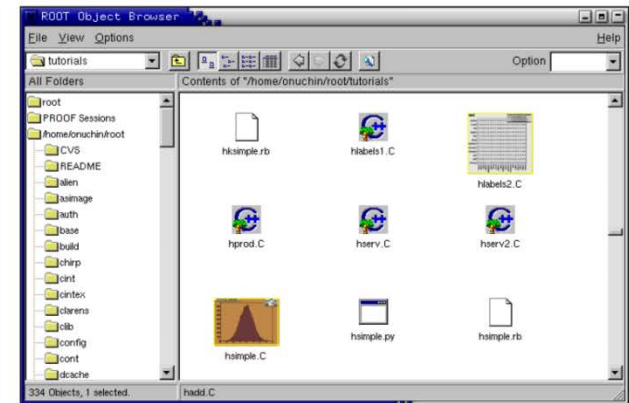 ROOT Object Browser
File View Options Help
tutorials Option
All Folders Contents of "/home/onuchin/root/tutorials"
root
PROOF Sessions
/home/onuchin/root
CVS
README
alien
asimage
auth
base
build
chirp
cint
cintex
clarens
clib
config
cont
dcache
hksimple.rb hlabels1.C hlabels2.C
hprod.C hserv.C hserv2.C
hsimple.C hsimple.py hsimple.rb
334 Objects, 1 selected. hadd.C